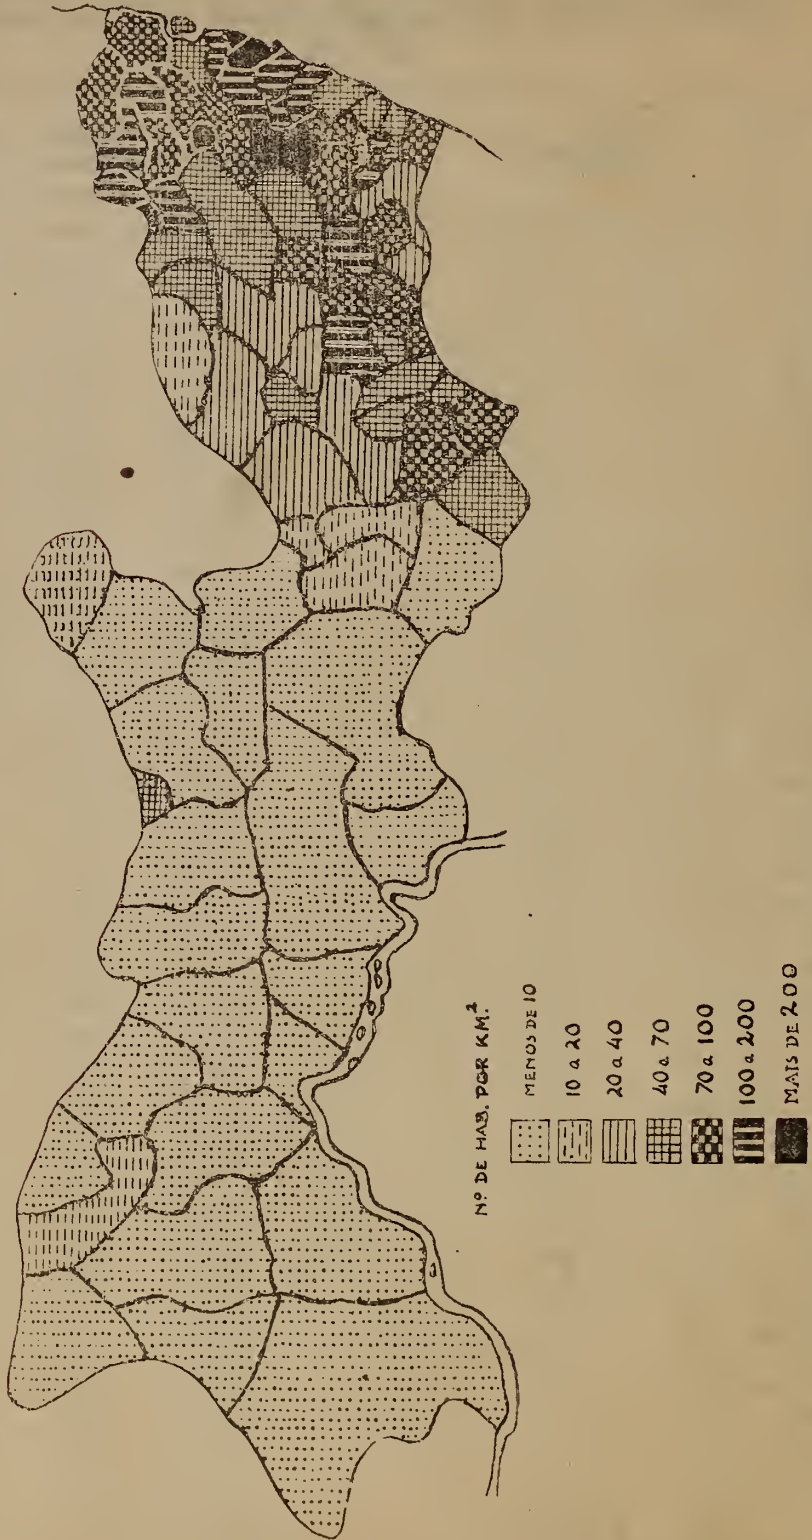 Nº DE HAB. POR KM.²
MENOS DE 10
10 a 20
20 a 40
40 a 70
70 a 100
100 a 200
MAIS DE 200